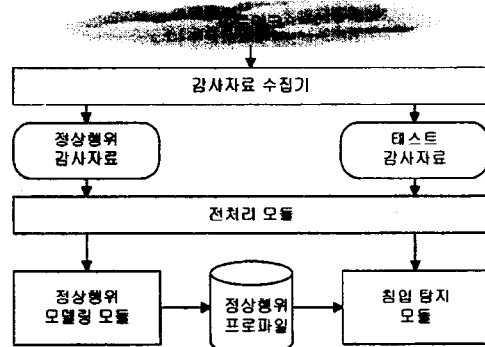 감사자료 수집기
정상행위
감사자료
테스트
감사자료
전처리 모듈
정상행위
모델링 모듈
정상행위
프로파일
침입 탐지
모듈